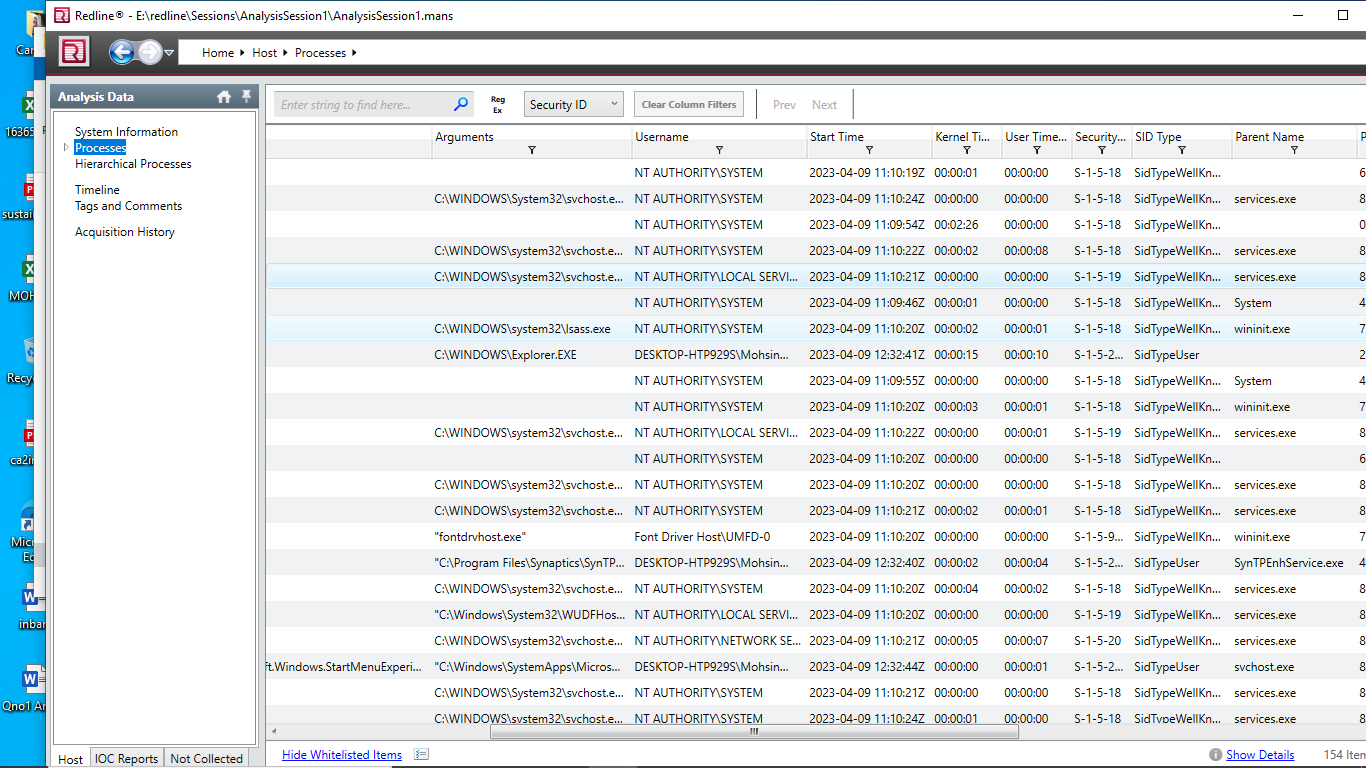 Redline® - E:\redline\Sessions\AnalysisSession1\AnalysisSession1.mans
Home Host Processes
Analysis Data
System Information
Processes
Hierarchical Processes
Timeline
Tags and Comments
Acquisition History
Host IOC Reports Not Collected
Enter string to find here... Reg Ex Security ID Clear Column Filters Prev Next
Arguments Username Start Time Kernel Ti... User Time... Security... SID Type Parent Name P
NT AUTHORITY\SYSTEM 2023-04-09 11:10:19Z 00:00:01 00:00:00 S-1-5-18 SidTypeWellKn... 6
C:\WINDOWS\System32\svchost.e... NT AUTHORITY\SYSTEM 2023-04-09 11:10:24Z 00:00:00 00:00:00 S-1-5-18 SidTypeWellKn... services.exe 8
NT AUTHORITY\SYSTEM 2023-04-09 11:09:54Z 00:02:26 00:00:00 S-1-5-18 SidTypeWellKn... 0
C:\WINDOWS\system32\svchost.e... NT AUTHORITY\SYSTEM 2023-04-09 11:10:22Z 00:00:02 00:00:08 S-1-5-18 SidTypeWellKn... services.exe 8
C:\WINDOWS\system32\svchost.e... NT AUTHORITY\LOCAL SERVI... 2023-04-09 11:10:21Z 00:00:00 00:00:00 S-1-5-19 SidTypeWellKn... services.exe 8
NT AUTHORITY\SYSTEM 2023-04-09 11:09:46Z 00:00:01 00:00:00 S-1-5-18 SidTypeWellKn... System 4
C:\WINDOWS\system32\lsass.exe NT AUTHORITY\SYSTEM 2023-04-09 11:10:20Z 00:00:02 00:00:01 S-1-5-18 SidTypeWellKn... wininit.exe 7
C:\WINDOWS\Explorer.EXE DESKTOP-HTP929S\Mohsin... 2023-04-09 12:32:41Z 00:00:15 00:00:10 S-1-5-2... SidTypeUser 2
NT AUTHORITY\SYSTEM 2023-04-09 11:09:55Z 00:00:00 00:00:00 S-1-5-18 SidTypeWellKn... System 4
NT AUTHORITY\SYSTEM 2023-04-09 11:10:20Z 00:00:03 00:00:01 S-1-5-18 SidTypeWellKn... wininit.exe 7
C:\WINDOWS\system32\svchost.e... NT AUTHORITY\LOCAL SERVI... 2023-04-09 11:10:22Z 00:00:00 00:00:01 S-1-5-19 SidTypeWellKn... services.exe 8
NT AUTHORITY\SYSTEM 2023-04-09 11:10:20Z 00:00:00 00:00:00 S-1-5-18 SidTypeWellKn... 6
C:\WINDOWS\system32\svchost.e... NT AUTHORITY\SYSTEM 2023-04-09 11:10:20Z 00:00:00 00:00:00 S-1-5-18 SidTypeWellKn... services.exe 8
C:\WINDOWS\system32\svchost.e... NT AUTHORITY\SYSTEM 2023-04-09 11:10:21Z 00:00:02 00:00:01 S-1-5-18 SidTypeWellKn... services.exe 8
"fontdrvhost.exe" Font Driver Host\UMFD-0 2023-04-09 11:10:20Z 00:00:00 00:00:00 S-1-5-9... SidTypeWellKn... wininit.exe 7
"C:\Program Files\Synaptics\SynTP... DESKTOP-HTP929S\Mohsin... 2023-04-09 12:32:40Z 00:00:02 00:00:04 S-1-5-2... SidTypeUser SynTPEnhService.exe 4
C:\WINDOWS\system32\svchost.e... NT AUTHORITY\SYSTEM 2023-04-09 11:10:20Z 00:00:04 00:00:02 S-1-5-18 SidTypeWellKn... services.exe 8
"C:\Windows\System32\WUDFHos... NT AUTHORITY\LOCAL SERVI... 2023-04-09 11:10:20Z 00:00:00 00:00:00 S-1-5-19 SidTypeWellKn... services.exe 8
C:\WINDOWS\system32\svchost.e... NT AUTHORITY\NETWORK SE... 2023-04-09 11:10:21Z 00:00:05 00:00:07 S-1-5-20 SidTypeWellKn... services.exe 8
ft.Windows.StartMenuExperi... "C:\Windows\SystemApps\Micros... DESKTOP-HTP929S\Mohsin... 2023-04-09 12:32:44Z 00:00:00 00:00:01 S-1-5-2... SidTypeUser svchost.exe 8
C:\WINDOWS\System32\svchost.e... NT AUTHORITY\SYSTEM 2023-04-09 11:10:21Z 00:00:00 00:00:00 S-1-5-18 SidTypeWellKn... services.exe 8
C:\WINDOWS\system32\svchost.e... NT AUTHORITY\SYSTEM 2023-04-09 11:10:24Z 00:00:01 00:00:00 S-1-5-18 SidTypeWellKn... services.exe 8
Hide Whitelisted Items Show Details 154 Item
Car
16365
sustain
MOH
Recy
ca2in
Micr
Ed
inbar
Qno1 A